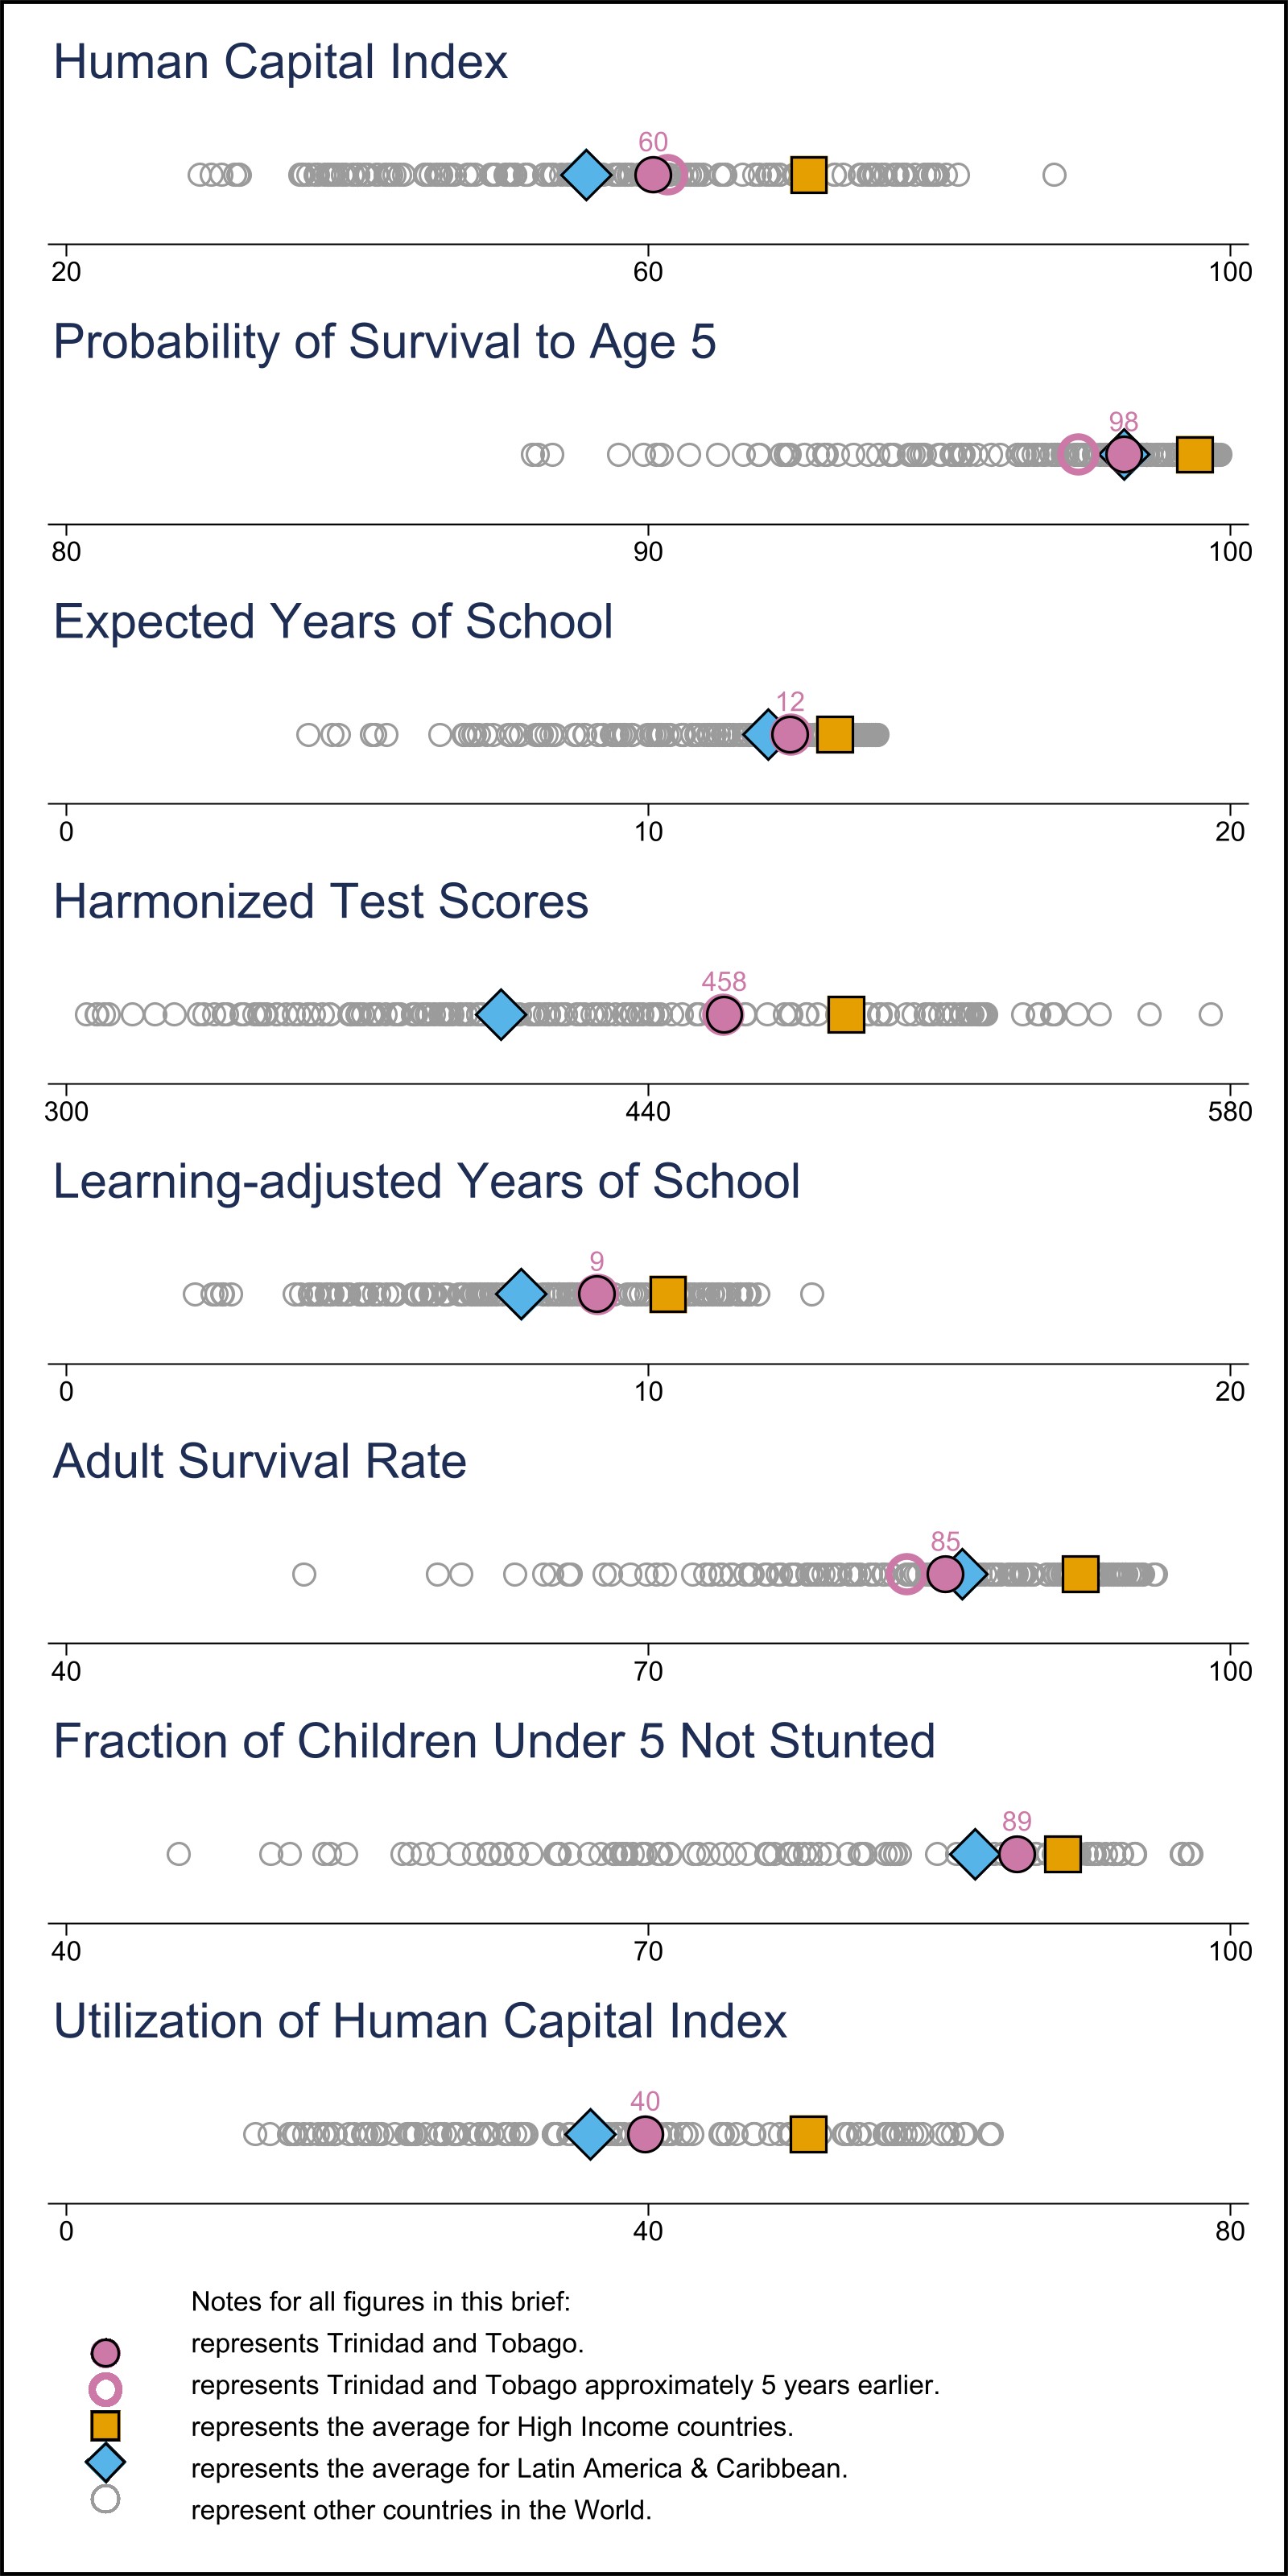 Human Capital Index
60
20 60 100
Probability of Survival to Age 5
98
80 90 100
Expected Years of School
12
0 10 20
Harmonized Test Scores
458
300 440 580
Learning-adjusted Years of School
9
0 10 20
Adult Survival Rate
85
40 70 100
Fraction of Children Under 5 Not Stunted
89
40 70 100
Utilization of Human Capital Index
40
0 40 80
Notes for all figures in this brief:
represents Trinidad and Tobago.
represents Trinidad and Tobago approximately 5 years earlier.
represents the average for High Income countries.
represents the average for Latin America & Caribbean.
represent other countries in the World.